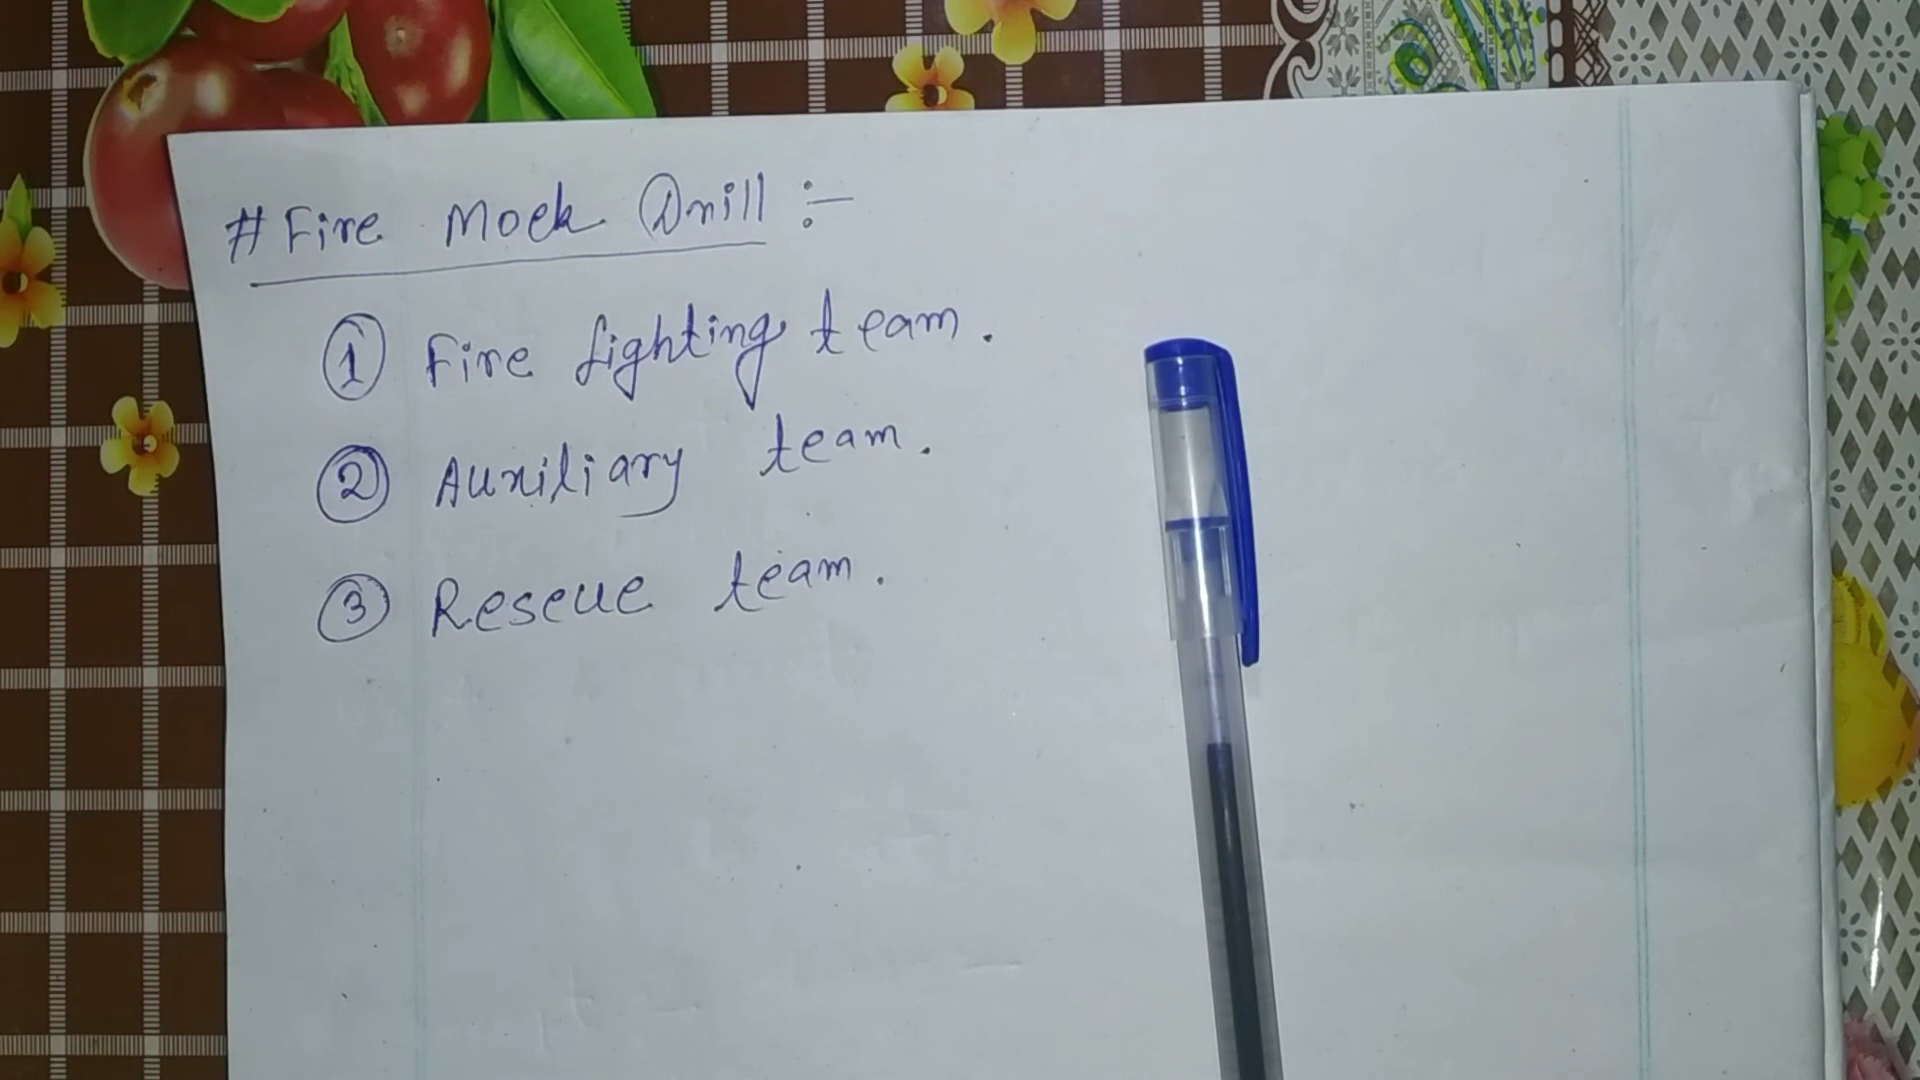 # Fire Mock Drill :-
① Fire fighting team.
② Auxiliary team.
③ Rescue team.